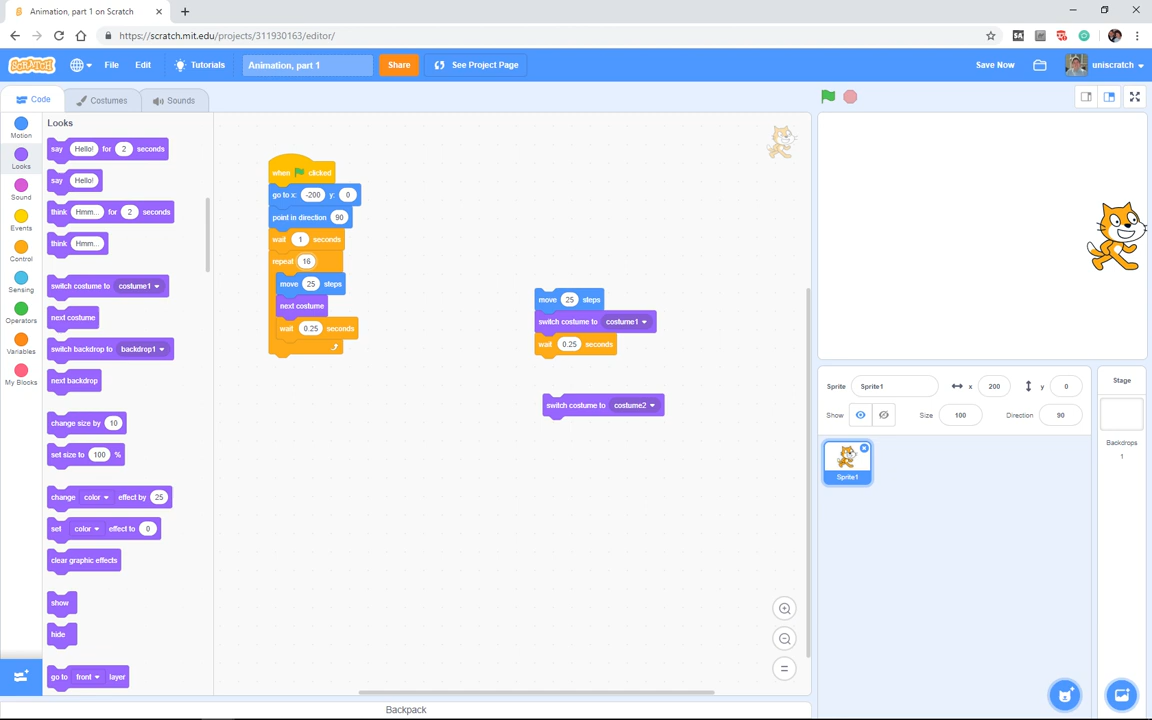 Animation, part 1 on Scratch
https://scratch.mit.edu/projects/311930163/editor/
SCRATCH
File
Edit
Tutorials
Animation, part 1
Share
See Project Page
Save Now
uniscratch
Code
Costumes
Sounds
Motion
Looks
Sound
Events
Control
Sensing
Operators
Variables
My Blocks
Looks
say Hello! for 2 seconds
say Hello!
think Hmm... for 2 seconds
think Hmm...
switch costume to costume1
next costume
switch backdrop to backdrop1
next backdrop
change size by 10
set size to 100 %
change color effect by 25
set color effect to 0
clear graphic effects
show
hide
go to front layer
when clicked
go to x: -200 y: 0
point in direction 90
wait 1 seconds
repeat 16
move 25 steps
next costume
wait 0.25 seconds
move 25 steps
switch costume to costume1
wait 0.25 seconds
switch costume to costume2
Backpack
Sprite Sprite1 x 200 y 0
Show Size 100 Direction 90
Sprite1
Stage
Backdrops
1